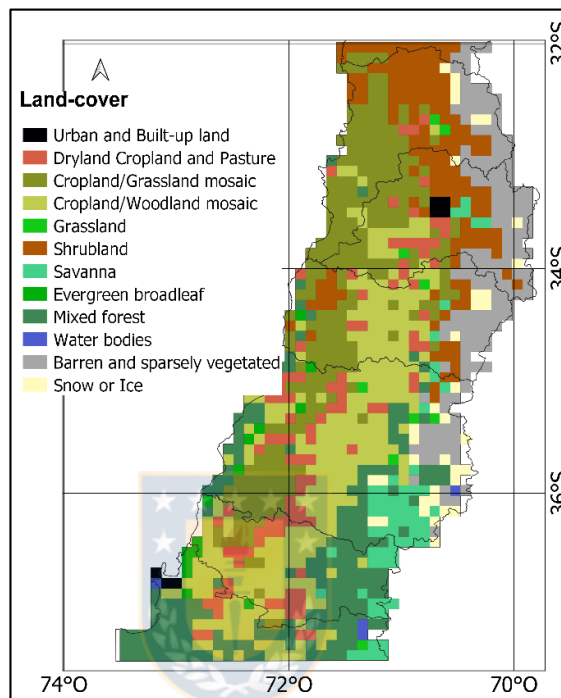 32°S
Land-cover
Urban and Built-up land
Dryland Cropland and Pasture
Cropland/Grassland mosaic
Cropland/Woodland mosaic
Grassland
Shrubland
Savanna
Evergreen broadleaf
Mixed forest
Water bodies
Barren and sparsely vegetated
Snow or Ice
34°S
36°S
74°O
72°O
70°O